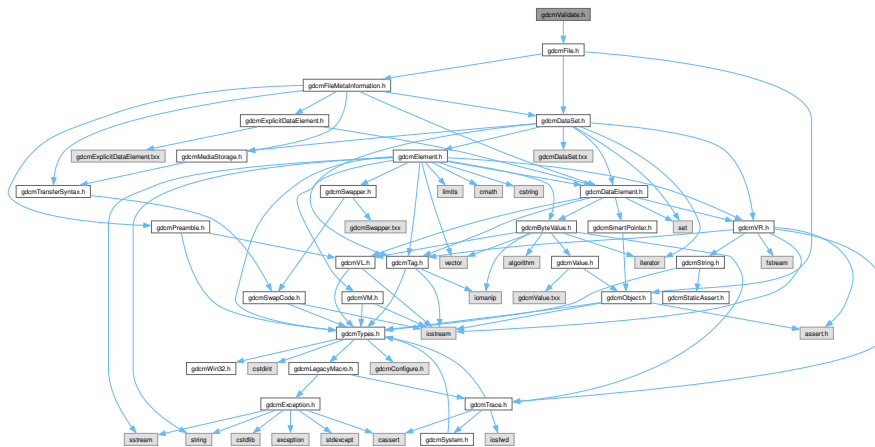 gdcmValidate.h
gdcmFile.h
gdcmFileMetaInformation.h
gdcmExplicitDataElement.h
gdcmDataSet.h
gdcmExplicitDataElement.txx
gdcmMediaStorage.h
gdcmElement.h
gdcmDataSet.txx
gdcmTransferSyntax.h
gdcmSwapper.h
limits
cmath
cstring
gdcmDataElement.h
gdcmPreamble.h
gdcmSwapper.txx
gdcmByteValue.h
gdcmSmartPointer.h
set
gdcmVR.h
gdcmVL.h
gdcmTag.h
vector
algorithm
gdcmValue.h
iterator
gdcmString.h
fstream
gdcmSwapCode.h
gdcmVM.h
iomanip
gdcmValue.txx
gdcmObject.h
gdcmStaticAssert.h
gdcmTypes.h
iostream
assert.h
gdcmWin32.h
cstdint
gdcmLegacyMacro.h
gdcmConfigure.h
gdcmException.h
gdcmTrace.h
sstream
string
cstdlib
exception
stdexcept
cassert
gdcmSystem.h
iosfwd